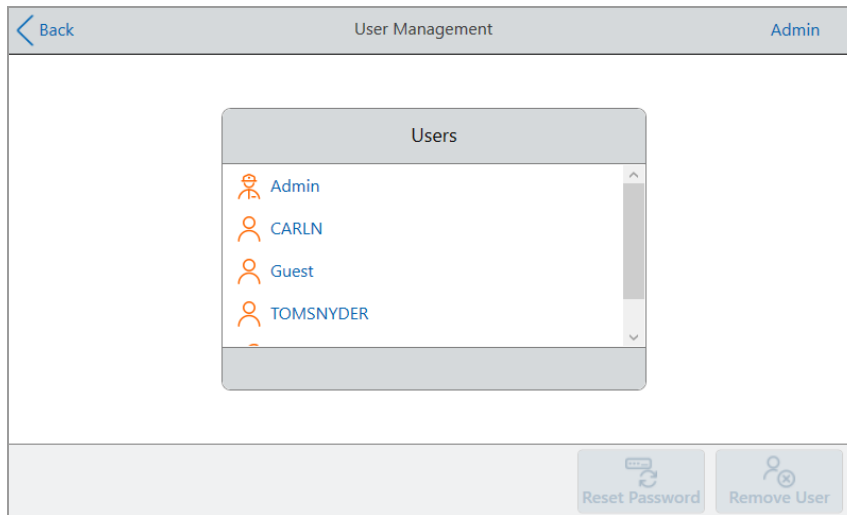 Back
User Management
Admin
Users
Admin
CARLN
Guest
TOMSNYDER
Reset Password
Remove User